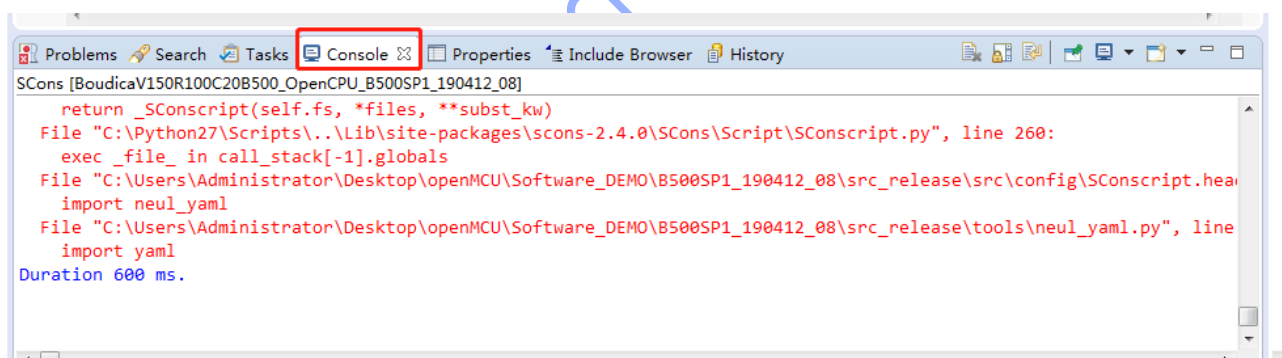 Problems Search Tasks Console Properties Include Browser History
SCons [BoudicaV150R100C20B500_OpenCPU_B500SP1_190412_08]
return _SConscript(self.fs, *files, **subst_kw)
File "C:\Python27\Scripts\..\Lib\site-packages\scons-2.4.0\SCons\Script\SConscript.py", line 260:
exec _file_ in call_stack[-1].globals
File "C:\Users\Administrator\Desktop\openMCU\Software_DEMO\B500SP1_190412_08\src_release\src\config\SConscript.hea
import neul_yaml
File "C:\Users\Administrator\Desktop\openMCU\Software_DEMO\B500SP1_190412_08\src_release\tools\neul_yaml.py", line
import yaml
Duration 600 ms.